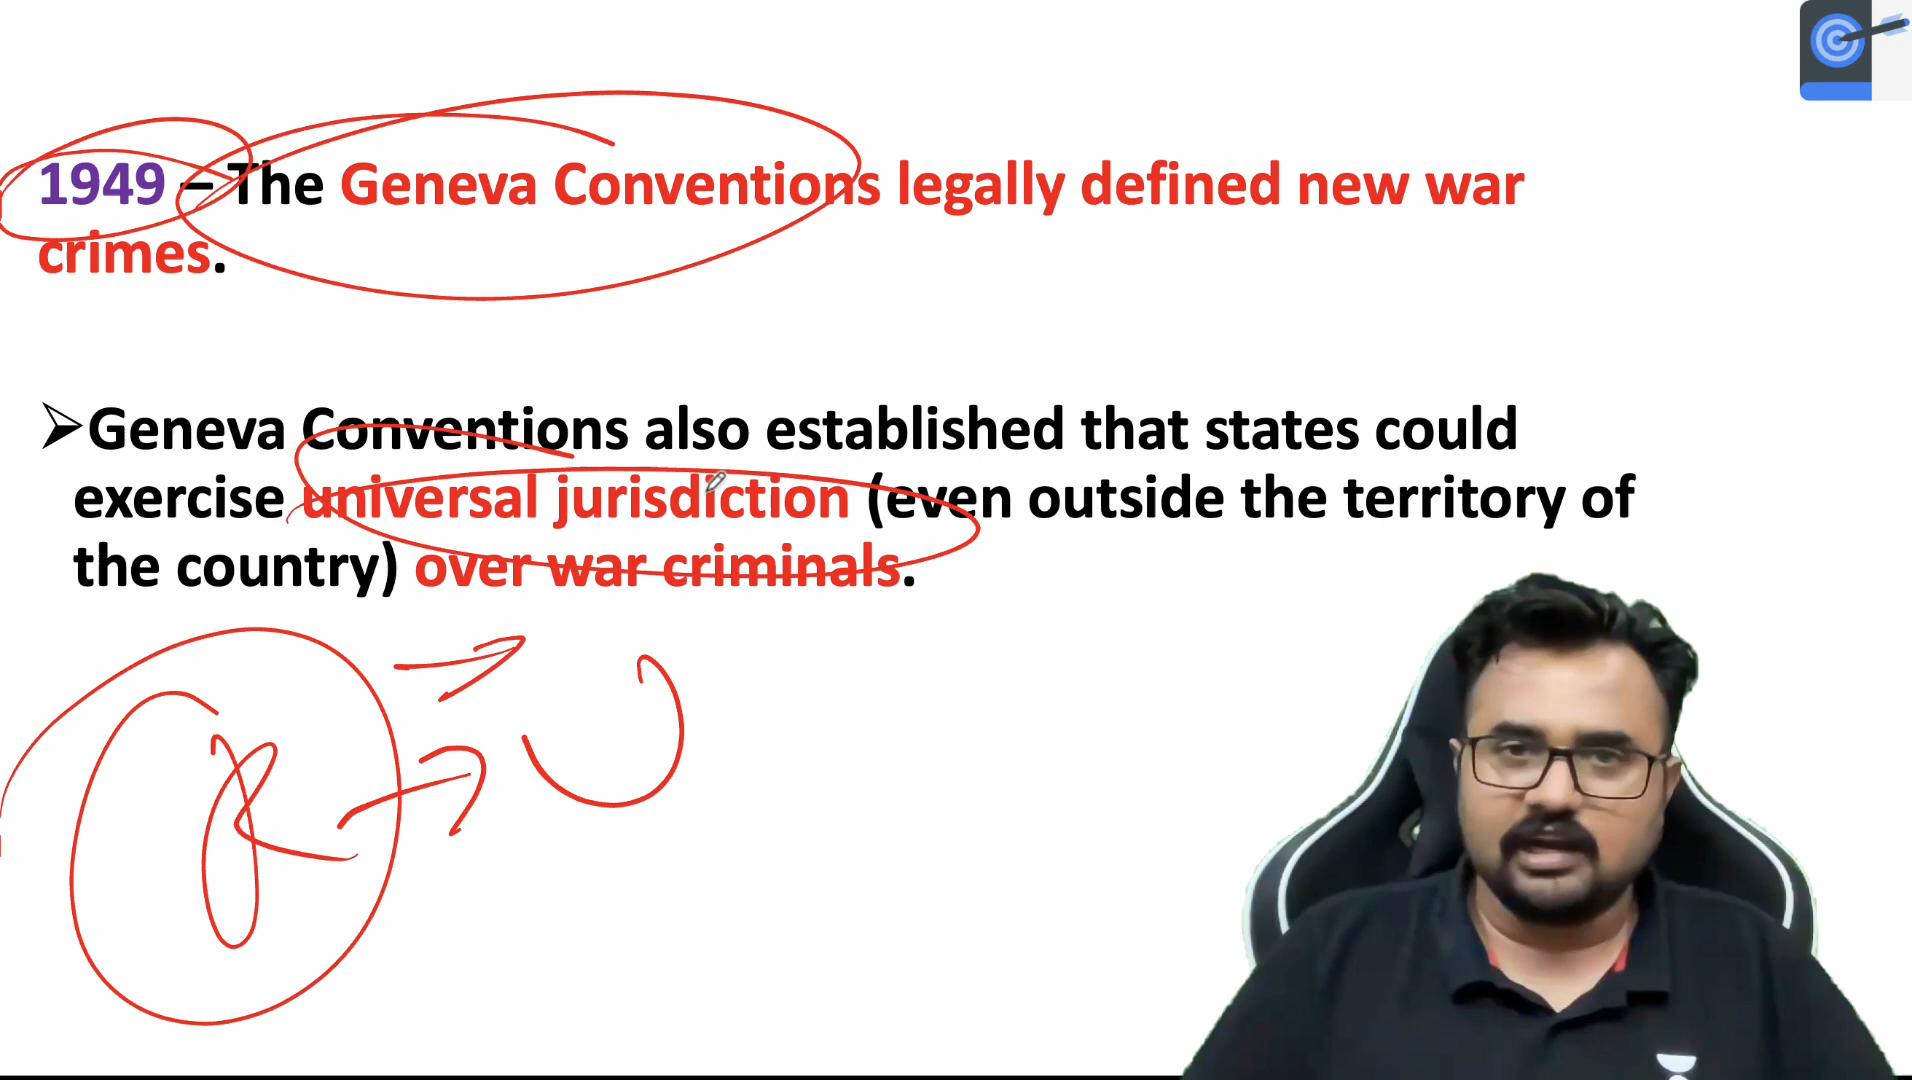 1949 – The Geneva Conventions legally defined new war
crimes.
➢Geneva Conventions also established that states could
exercise universal jurisdiction (even outside the territory of
the country) over war criminals.
R
U